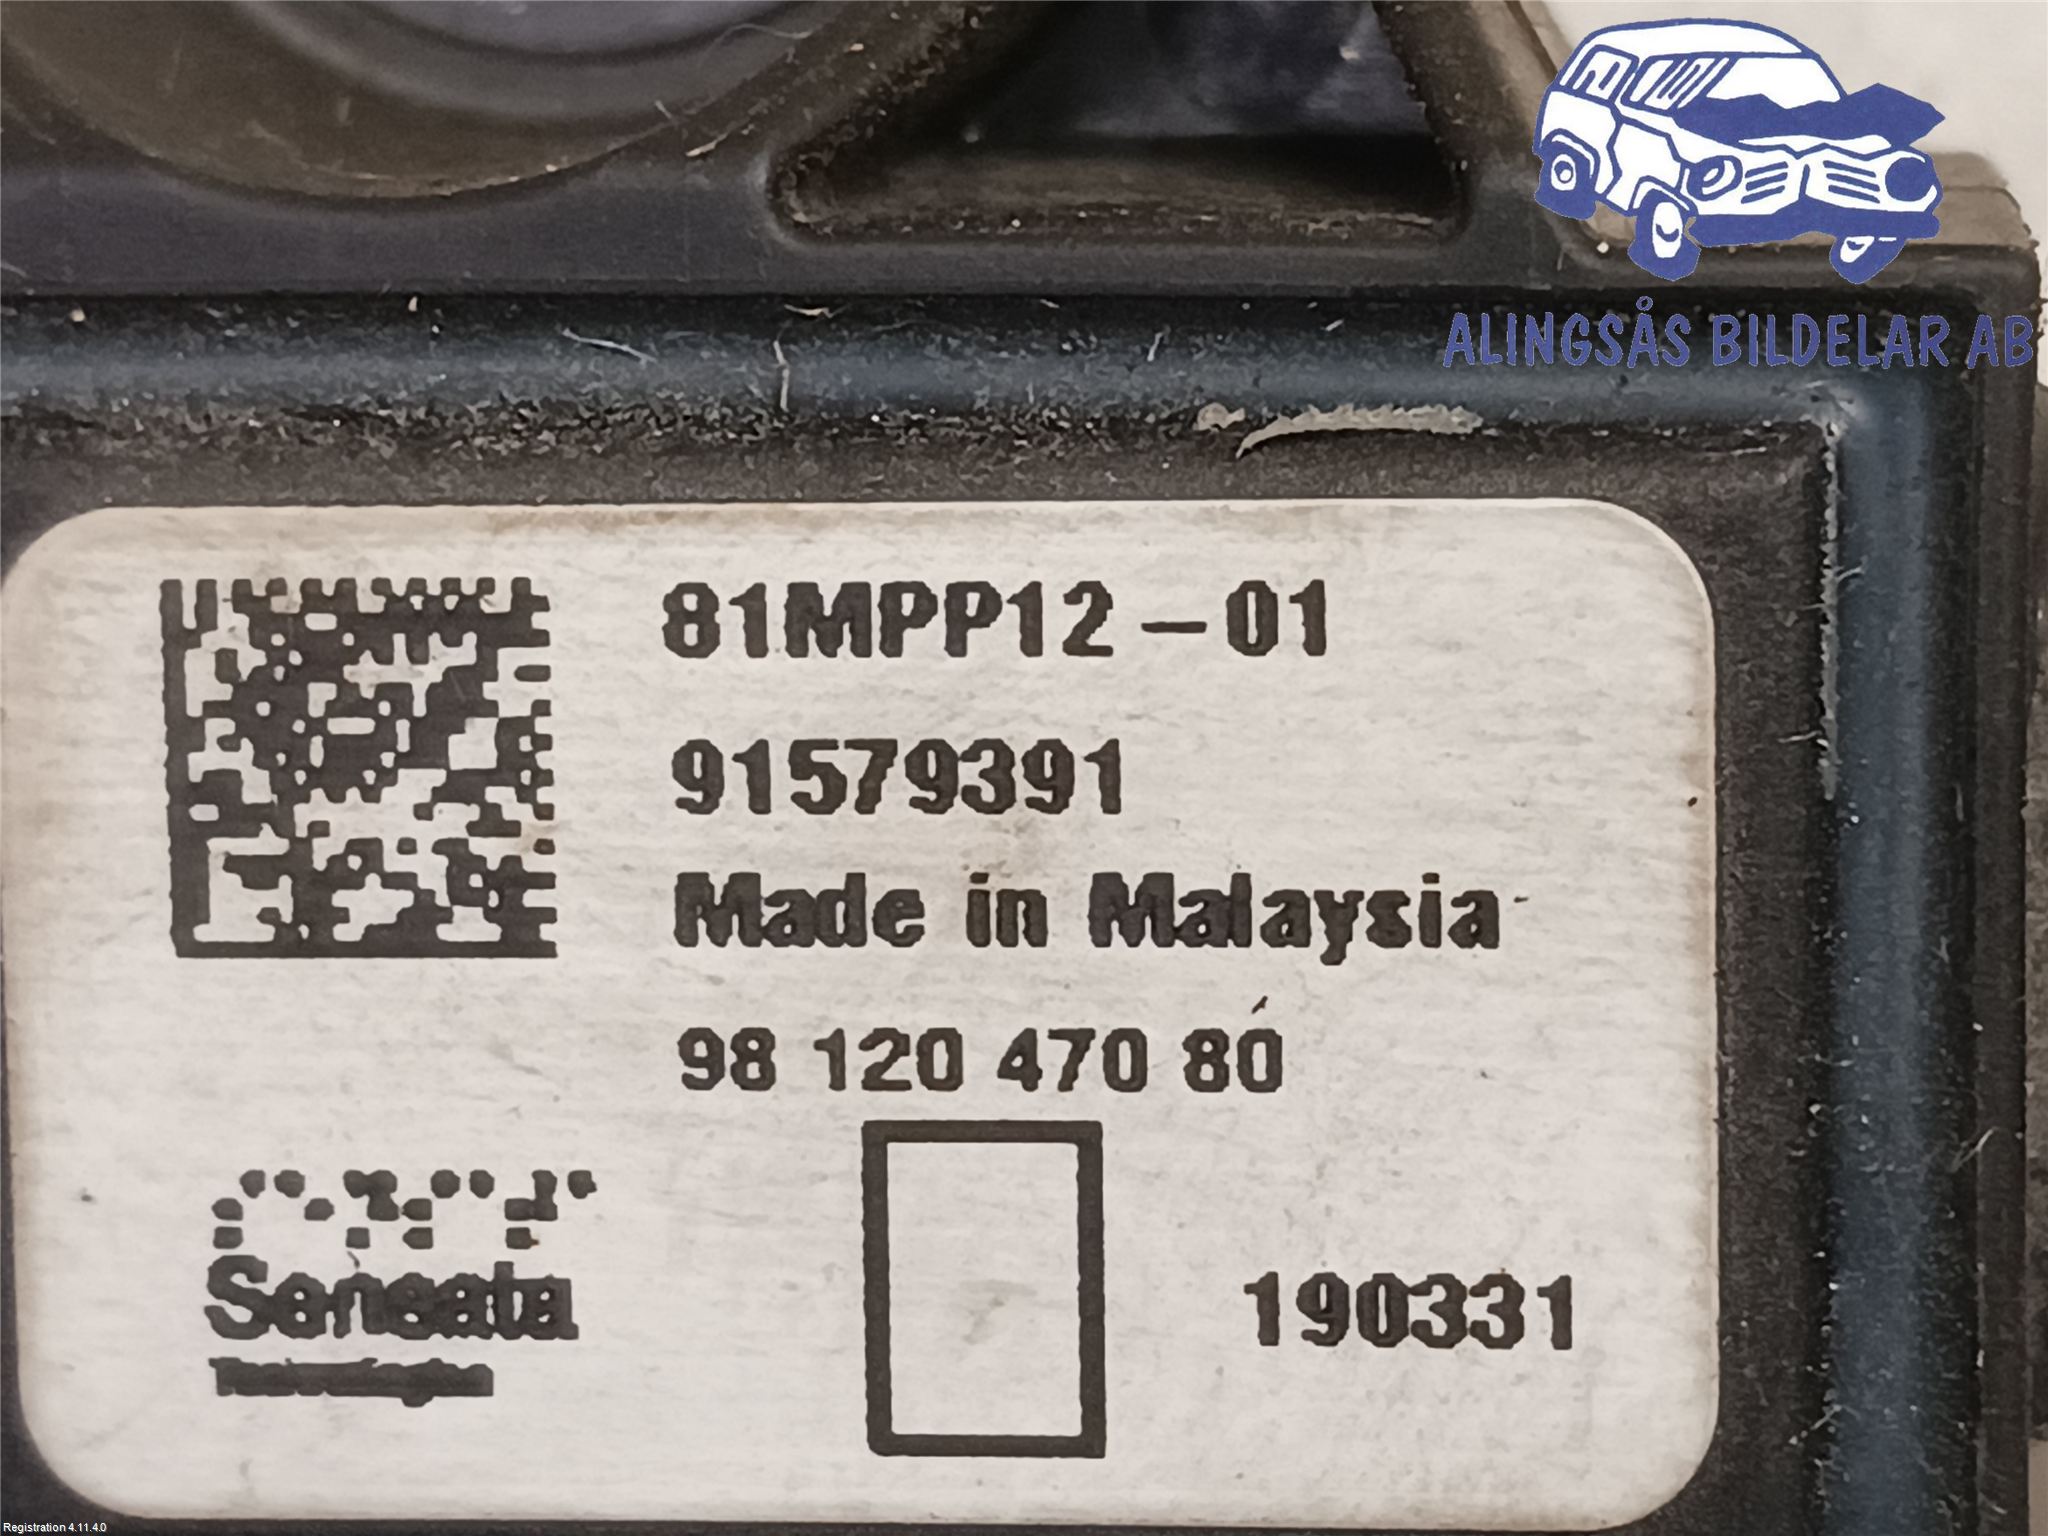 ALINGSÅS BILDELAR AB
81MPP12-01
91579391
Made in Malaysia
98 120 470 80
Sensata
Technologies
190331
Registration 4.11.4.0